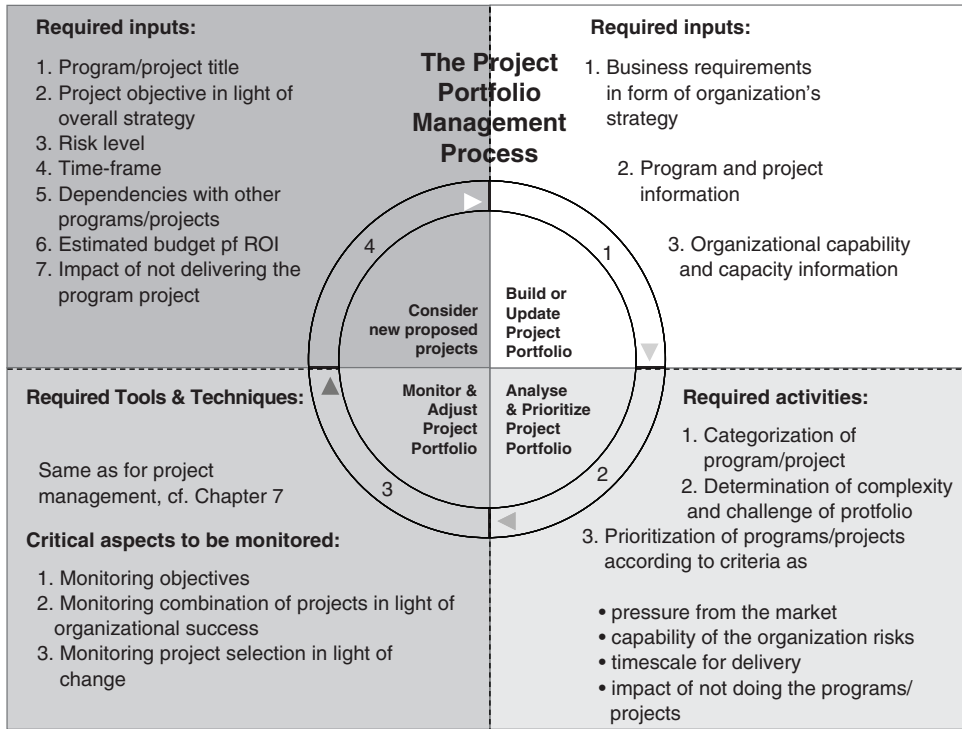 The Project
Portfolio
Management
Process
Required inputs:
1. Program/project title
2. Project objective in light of
overall strategy
3. Risk level
4. Time-frame
5. Dependencies with other
programs/projects
6. Estimated budget pf ROI
7. Impact of not delivering the
program project
4
Consider
new proposed
projects
Required inputs:
1. Business requirements
in form of organization's
strategy
2. Program and project
information
3. Organizational capability
and capacity information
1
Build or
Update
Project
Portfolio
Required Tools & Techniques:
Same as for project
management, cf. Chapter 7
Critical aspects to be monitored:
1. Monitoring objectives
2. Monitoring combination of projects in light of
organizational success
3. Monitoring project selection in light of
change
Monitor &
Adjust
Project
Portfolio
3
Analyse
& Prioritize
Project
Portfolio
2
Required activities:
1. Categorization of
program/project
2. Determination of complexity
and challenge of protfolio
3. Prioritization of programs/projects
according to criteria as
• pressure from the market
• capability of the organization risks
• timescale for delivery
• impact of not doing the programs/
projects